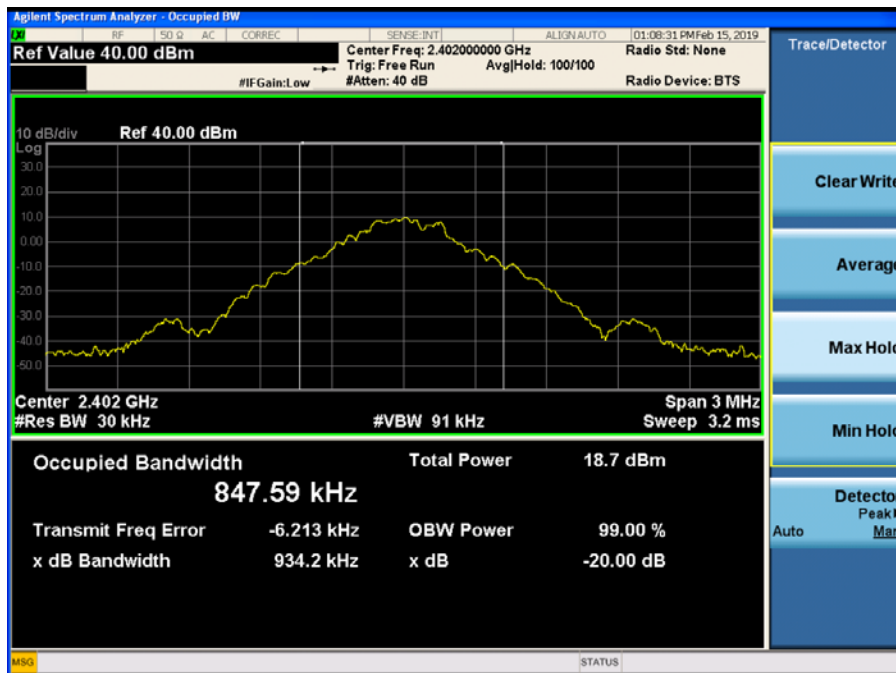 Agilent Spectrum Analyzer - Occupied BW
LXI RF 50 Ω AC CORREC SENSE:INT ALIGN AUTO 01:08:31 PM Feb 15, 2019
Ref Value 40.00 dBm
Center Freq: 2.402000000 GHz
Radio Std: None
Trig: Free Run Avg|Hold: 100/100
#IFGain:Low #Atten: 40 dB Radio Device: BTS
10 dB/div Ref 40.00 dBm
Log
30.0
20.0
10.0
0.00
-10.0
-20.0
-30.0
-40.0
-50.0
Center 2.402 GHz Span 3 MHz
#Res BW 30 kHz #VBW 91 kHz Sweep 3.2 ms
Occupied Bandwidth Total Power 18.7 dBm
847.59 kHz
Transmit Freq Error -6.213 kHz OBW Power 99.00 %
x dB Bandwidth 934.2 kHz x dB -20.00 dB
MSG STATUS
Trace/Detector
Clear Write
Average
Max Hold
Min Hold
Detector
Peak
Auto Man